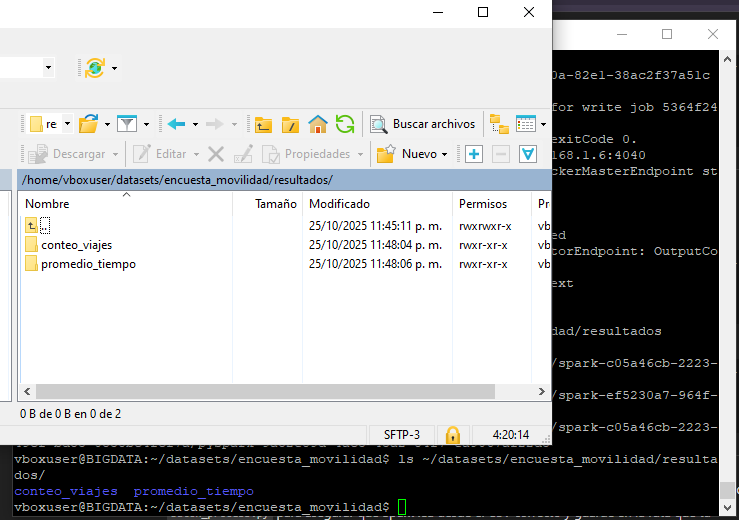 0a-82e1-38ac2f37a51c
for write job 5364f24
exitCode 0.
168.1.6:4040
ckerMasterEndpoint st
ed
torEndpoint: OutputCo
ext
dad/resultados
/spark-c05a46cb-2223-
/spark-ef5230a7-964f-
/spark-c05a46cb-2223-
re
Buscar archivos
Descargar
Editar
Propiedades
Nuevo
/home/vboxuser/datasets/encuesta_movilidad/resultados/
Nombre Tamaño Modificado Permisos Pr
.. 25/10/2025 11:45:11 p. m. rwxrwxr-x vb
conteo_viajes 25/10/2025 11:48:04 p. m. rwxr-xr-x vb
promedio_tiempo 25/10/2025 11:48:06 p. m. rwxr-xr-x vb
0 B de 0 B en 0 de 2
SFTP-3 4:20:14
vboxuser@BIGDATA:~/datasets/encuesta_movilidad$ ls ~/datasets/encuesta_movilidad/resulta
dos/
conteo_viajes promedio_tiempo
vboxuser@BIGDATA:~/datasets/encuesta_movilidad$